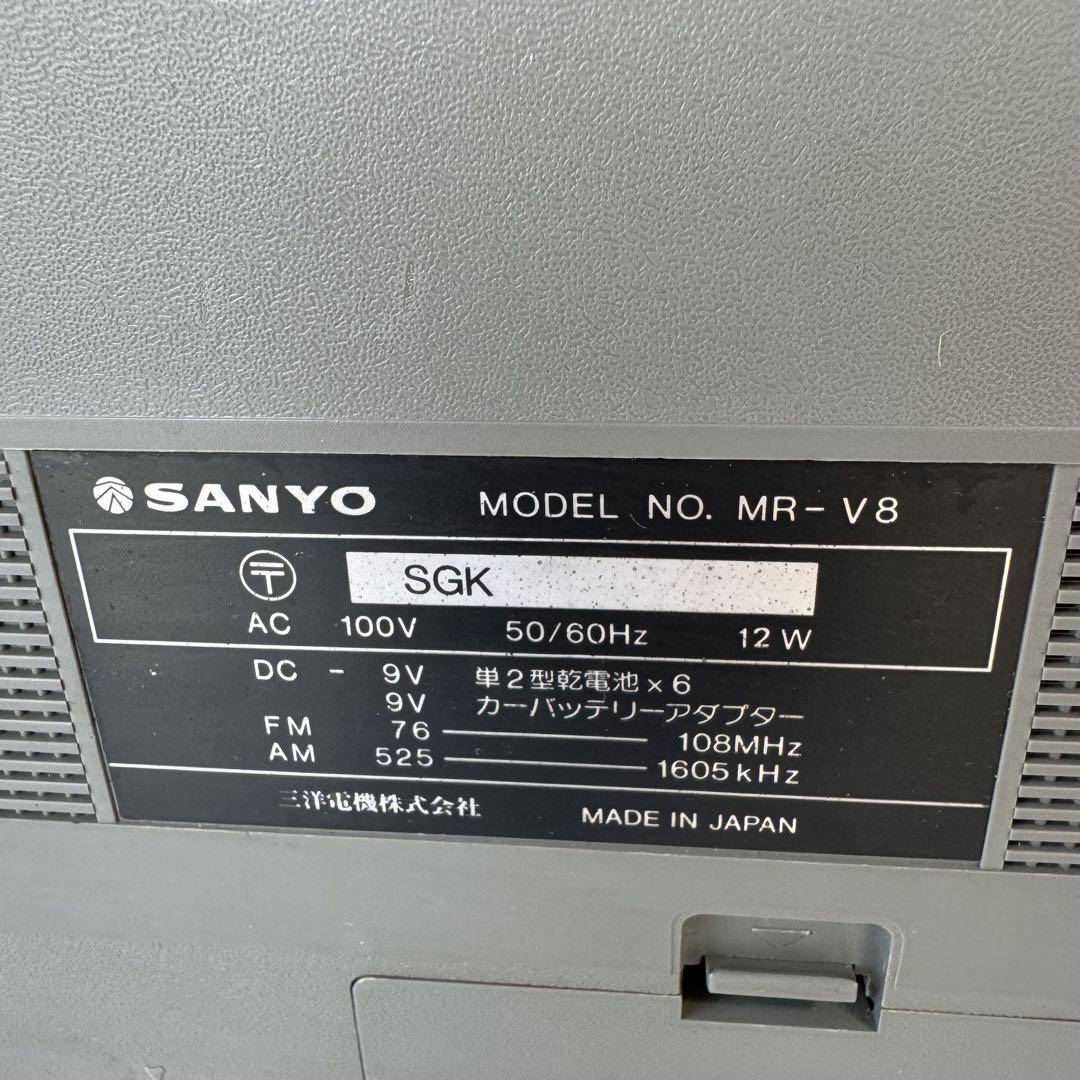 SANYO MODEL NO. MR-V8
〒 SGK
AC 100V 50/60Hz 12W
DC - 9V 単2型乾電池×6
9V カーバッテリーアダプター
FM 76 — 108MHz
AM 525 — 1605kHz
三洋電機株式会社 MADE IN JAPAN